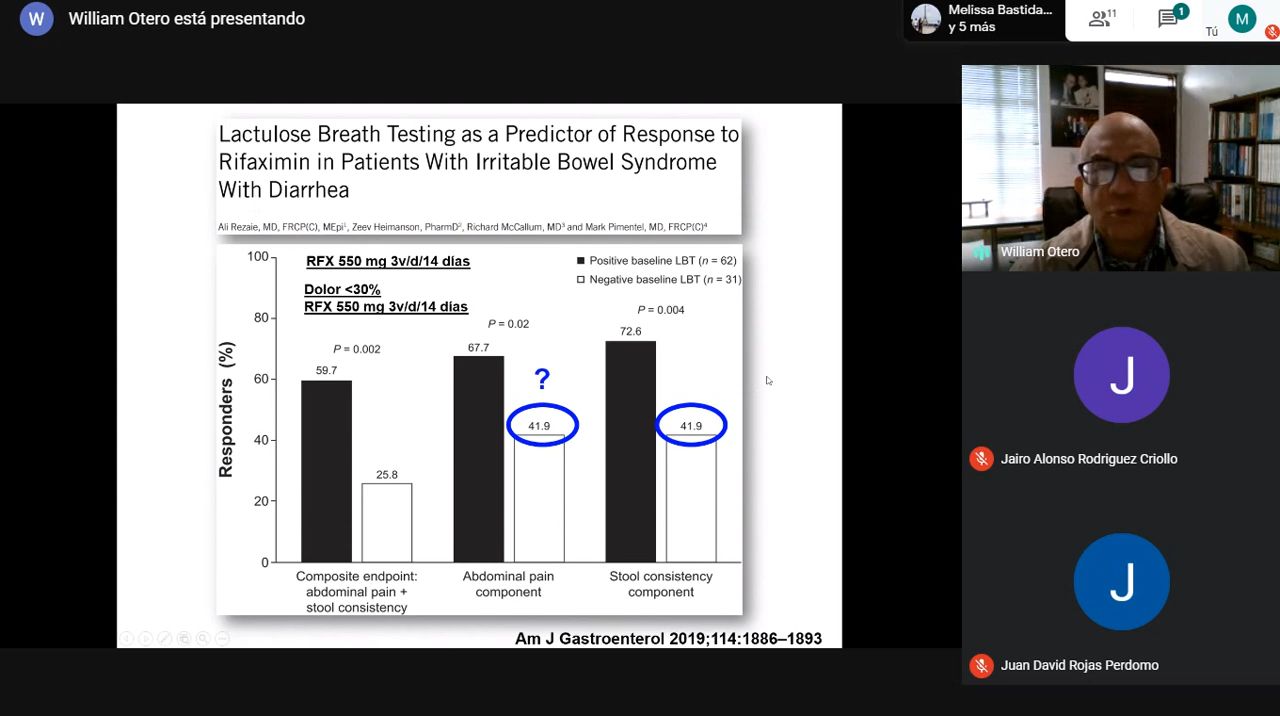 W
William Otero está presentando
Melissa Bastida...
y 5 más
11
1
Tú
M
Lactulose Breath Testing as a Predictor of Response to
Rifaximin in Patients With Irritable Bowel Syndrome
With Diarrhea
Ali Rezaie, MD, FRCP(C), MEpi¹, Zeev Heimanson, PharmD², Richard McCallum, MD³ and Mark Pimentel, MD, FRCP(C)⁴
RFX 550 mg 3v/d/14 días
Dolor <30%
RFX 550 mg 3v/d/14 días
Positive baseline LBT (n = 62)
Negative baseline LBT (n = 31)
Responders (%)
100
80
60
40
20
0
P = 0.002
59.7
25.8
P = 0.02
67.7
?
41.9
P = 0.004
72.6
41.9
Composite endpoint:
abdominal pain +
stool consistency
Abdominal pain
component
Stool consistency
component
Am J Gastroenterol 2019;114:1886–1893
William Otero
J
Jairo Alonso Rodriguez Criollo
J
Juan David Rojas Perdomo